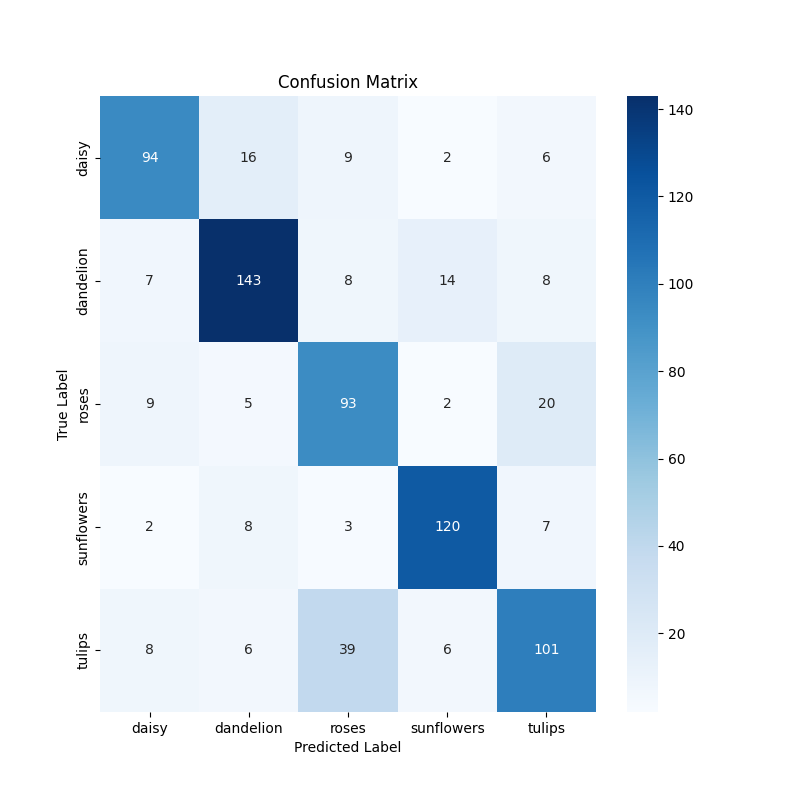 Confusion Matrix
daisy 94 16 9 2 6
dandelion 7 143 8 14 8
roses 9 5 93 2 20
sunflowers 2 8 3 120 7
tulips 8 6 39 6 101
daisy dandelion roses sunflowers tulips
Predicted Label
True Label
140
120
100
80
60
40
20